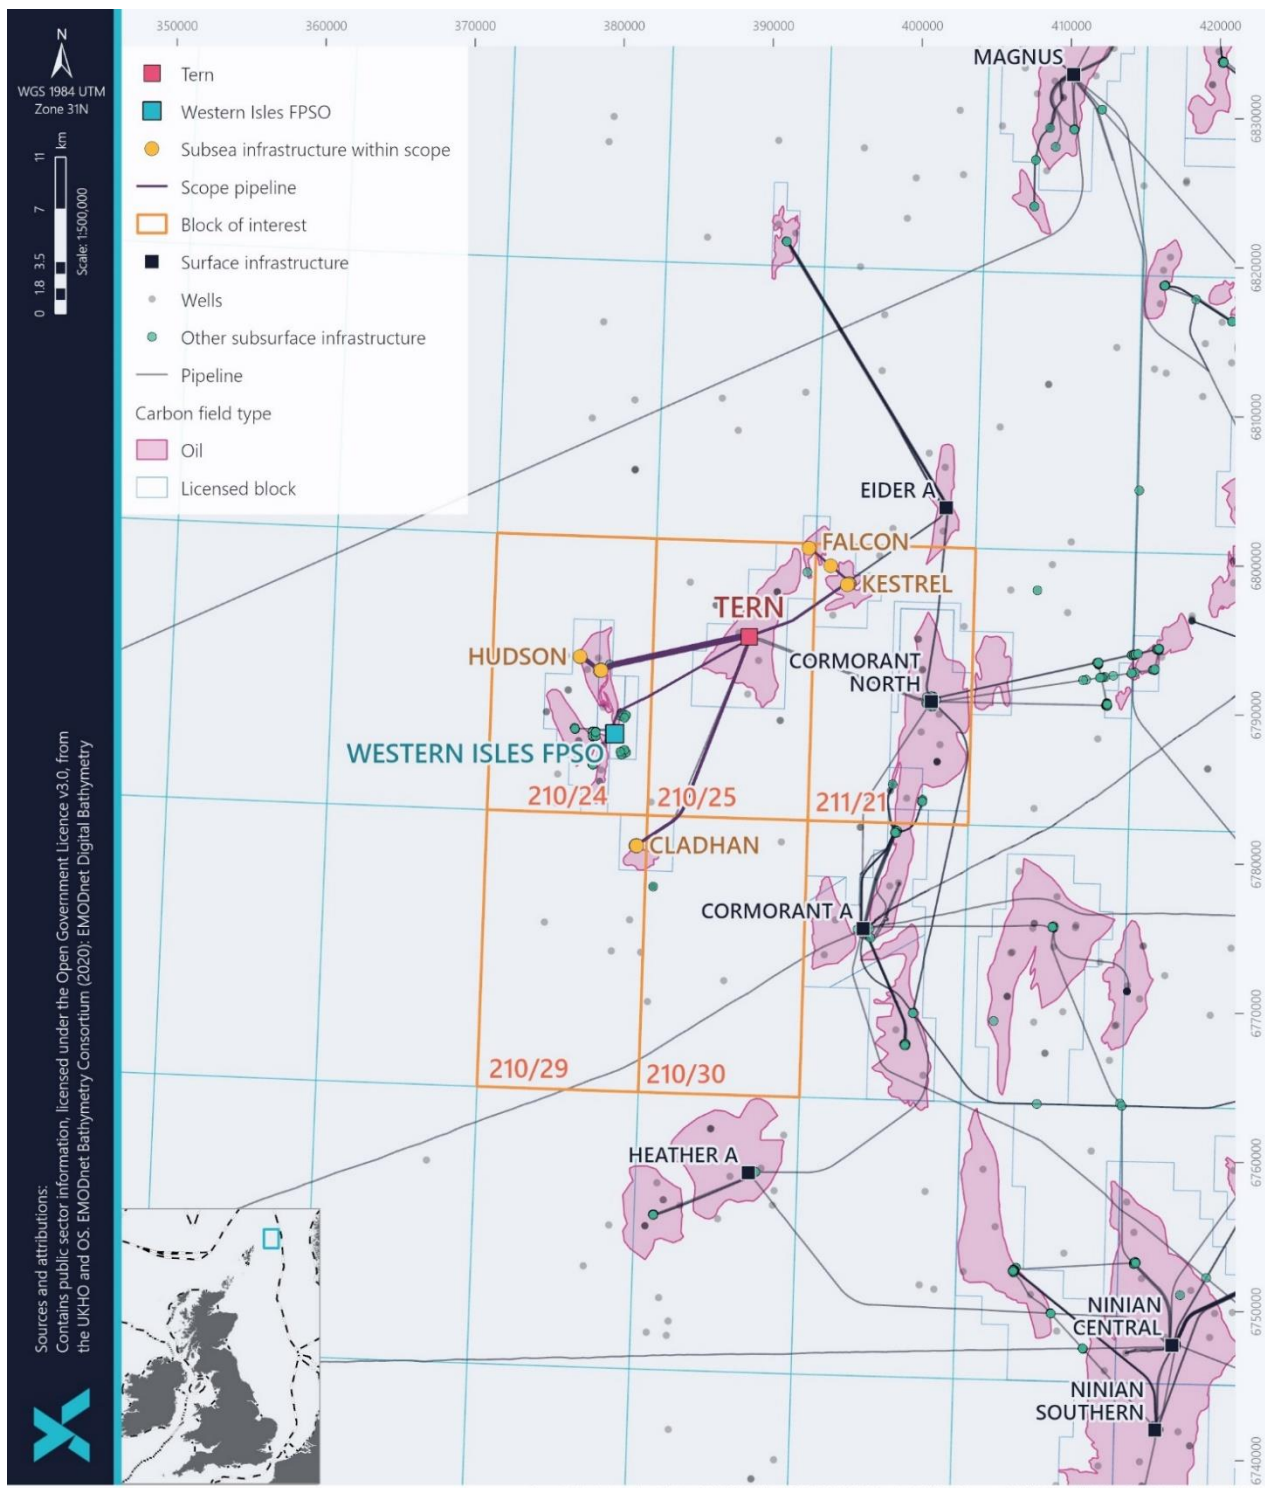 350000 360000 370000 380000 390000 400000 410000 420000
N
WGS 1984 UTM
Zone 31N
0 1.8 3.5 7 11
km
Scale: 1:500,000
Tern
Western Isles FPSO
Subsea infrastructure within scope
Scope pipeline
Block of interest
Surface infrastructure
Wells
Other subsurface infrastructure
Pipeline
Carbon field type
Oil
Licensed block
MAGNUS
EIDER A
FALCON
KESTREL
TERN
HUDSON
CORMORANT
NORTH
WESTERN ISLES FPSO
210/24
210/25
211/21
CLADHAN
CORMORANT A
210/29
210/30
HEATHER A
NINIAN
CENTRAL
NINIAN
SOUTHERN
6830000
6820000
6810000
6800000
6790000
6780000
6770000
6760000
6750000
6740000
Sources and attributions:
Contains public sector information, licensed under the Open Government Licence v3.0, from
the UKHO and OS. EMODnet Bathymetry Consortium (2020): EMODnet Digital Bathymetry